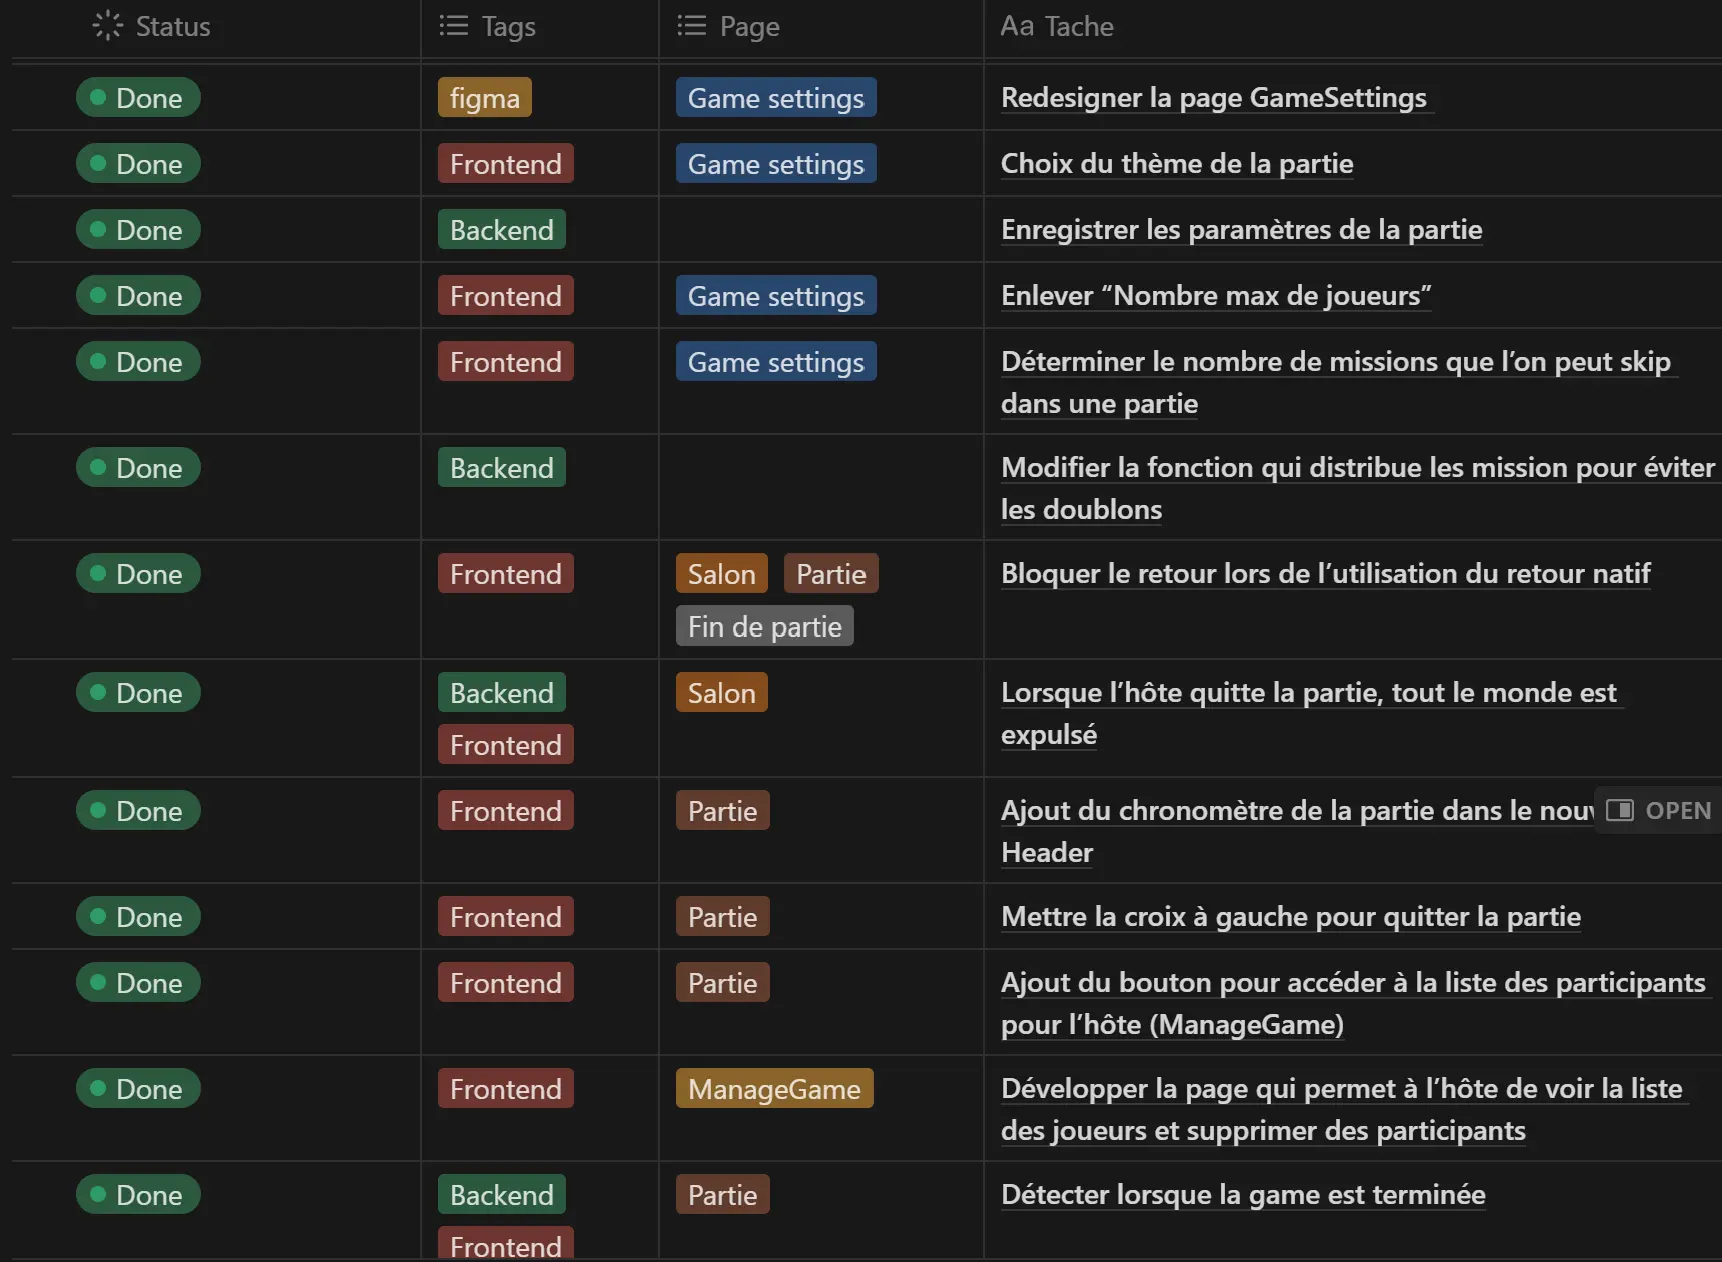 Status Tags Page Aa Tache
Done figma Game settings Redesigner la page GameSettings
Done Frontend Game settings Choix du thème de la partie
Done Backend Enregistrer les paramètres de la partie
Done Frontend Game settings Enlever “Nombre max de joueurs”
Done Frontend Game settings Déterminer le nombre de missions que l’on peut skip
dans une partie
Done Backend Modifier la fonction qui distribue les mission pour éviter
les doublons
Done Frontend Salon Partie Bloquer le retour lors de l’utilisation du retour natif
Fin de partie
Done Backend Salon Lorsque l’hôte quitte la partie, tout le monde est
Frontend expulsé
Done Frontend Partie Ajout du chronomètre de la partie dans le OPEN
Header
Done Frontend Partie Mettre la croix à gauche pour quitter la partie
Done Frontend Partie Ajout du bouton pour accéder à la liste des participants
pour l’hôte (ManageGame)
Done Frontend ManageGame Développer la page qui permet à l’hôte de voir la liste
des joueurs et supprimer des participants
Done Backend Partie Détecter lorsque la game est terminée
Frontend